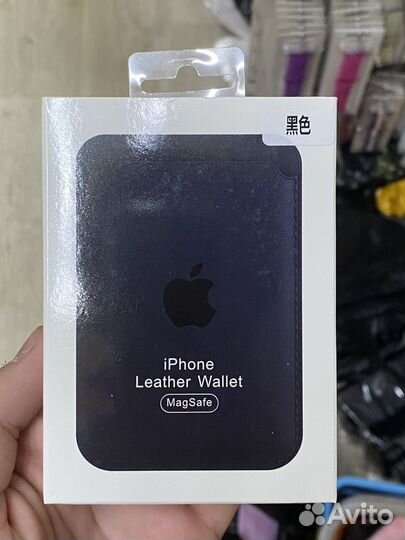 黑色
iPhone
Leather Wallet
MagSafe
Avito